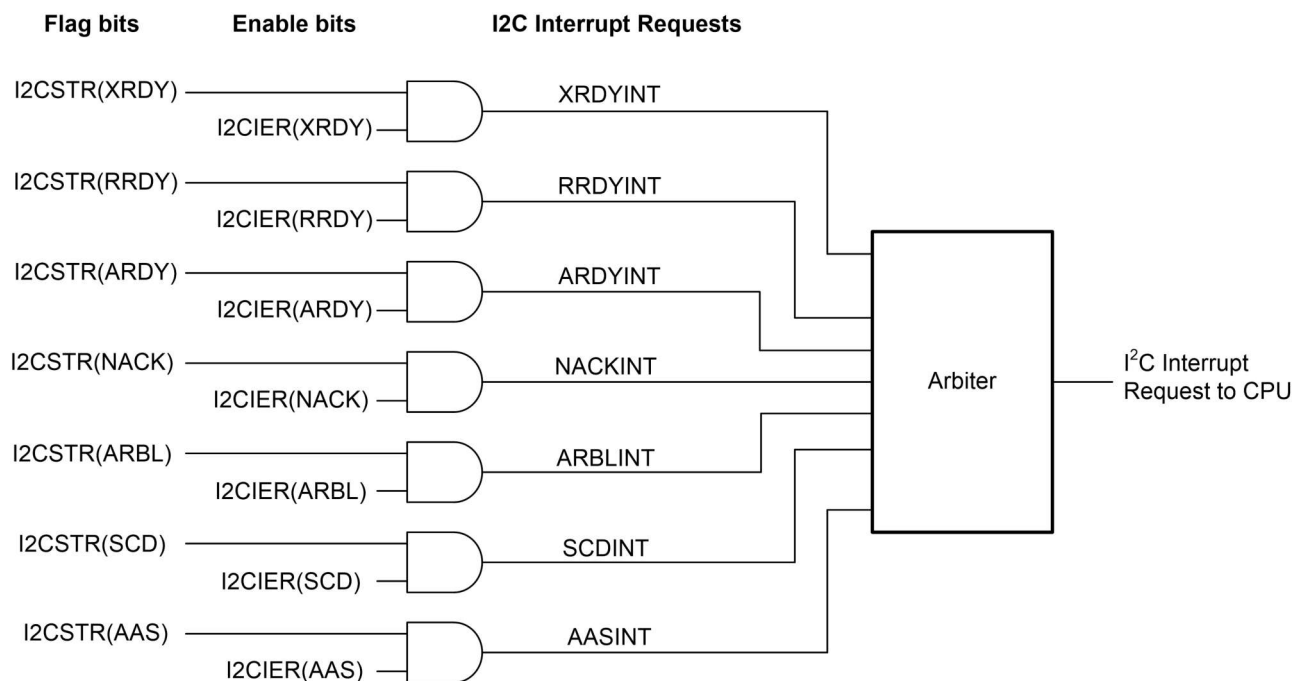 Flag bits Enable bits I2C Interrupt Requests
I2CSTR(XRDY)
I2CIER(XRDY)
XRDYINT
I2CSTR(RRDY)
I2CIER(RRDY)
RRDYINT
I2CSTR(ARDY)
I2CIER(ARDY)
ARDYINT
I2CSTR(NACK)
I2CIER(NACK)
NACKINT
I2CSTR(ARBL)
I2CIER(ARBL)
ARBLINT
I2CSTR(SCD)
I2CIER(SCD)
SCDINT
I2CSTR(AAS)
I2CIER(AAS)
AASINT
Arbiter
I²C Interrupt
Request to CPU